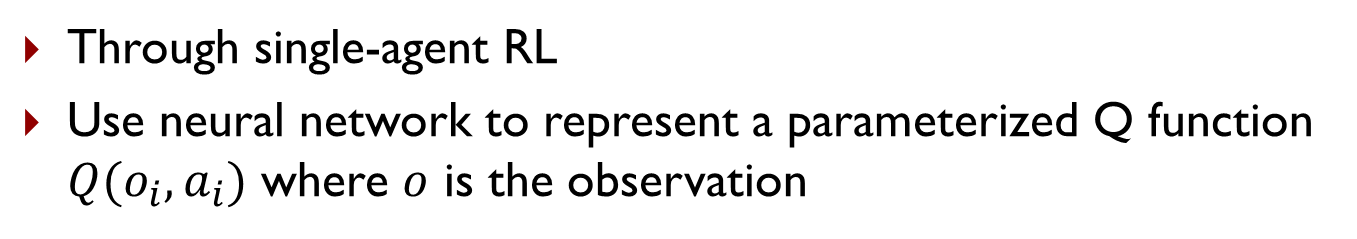 Through single-agent RL
Use neural network to represent a parameterized Q function
𝑄(𝑜ᵢ, 𝑎ᵢ) where 𝑜 is the observation